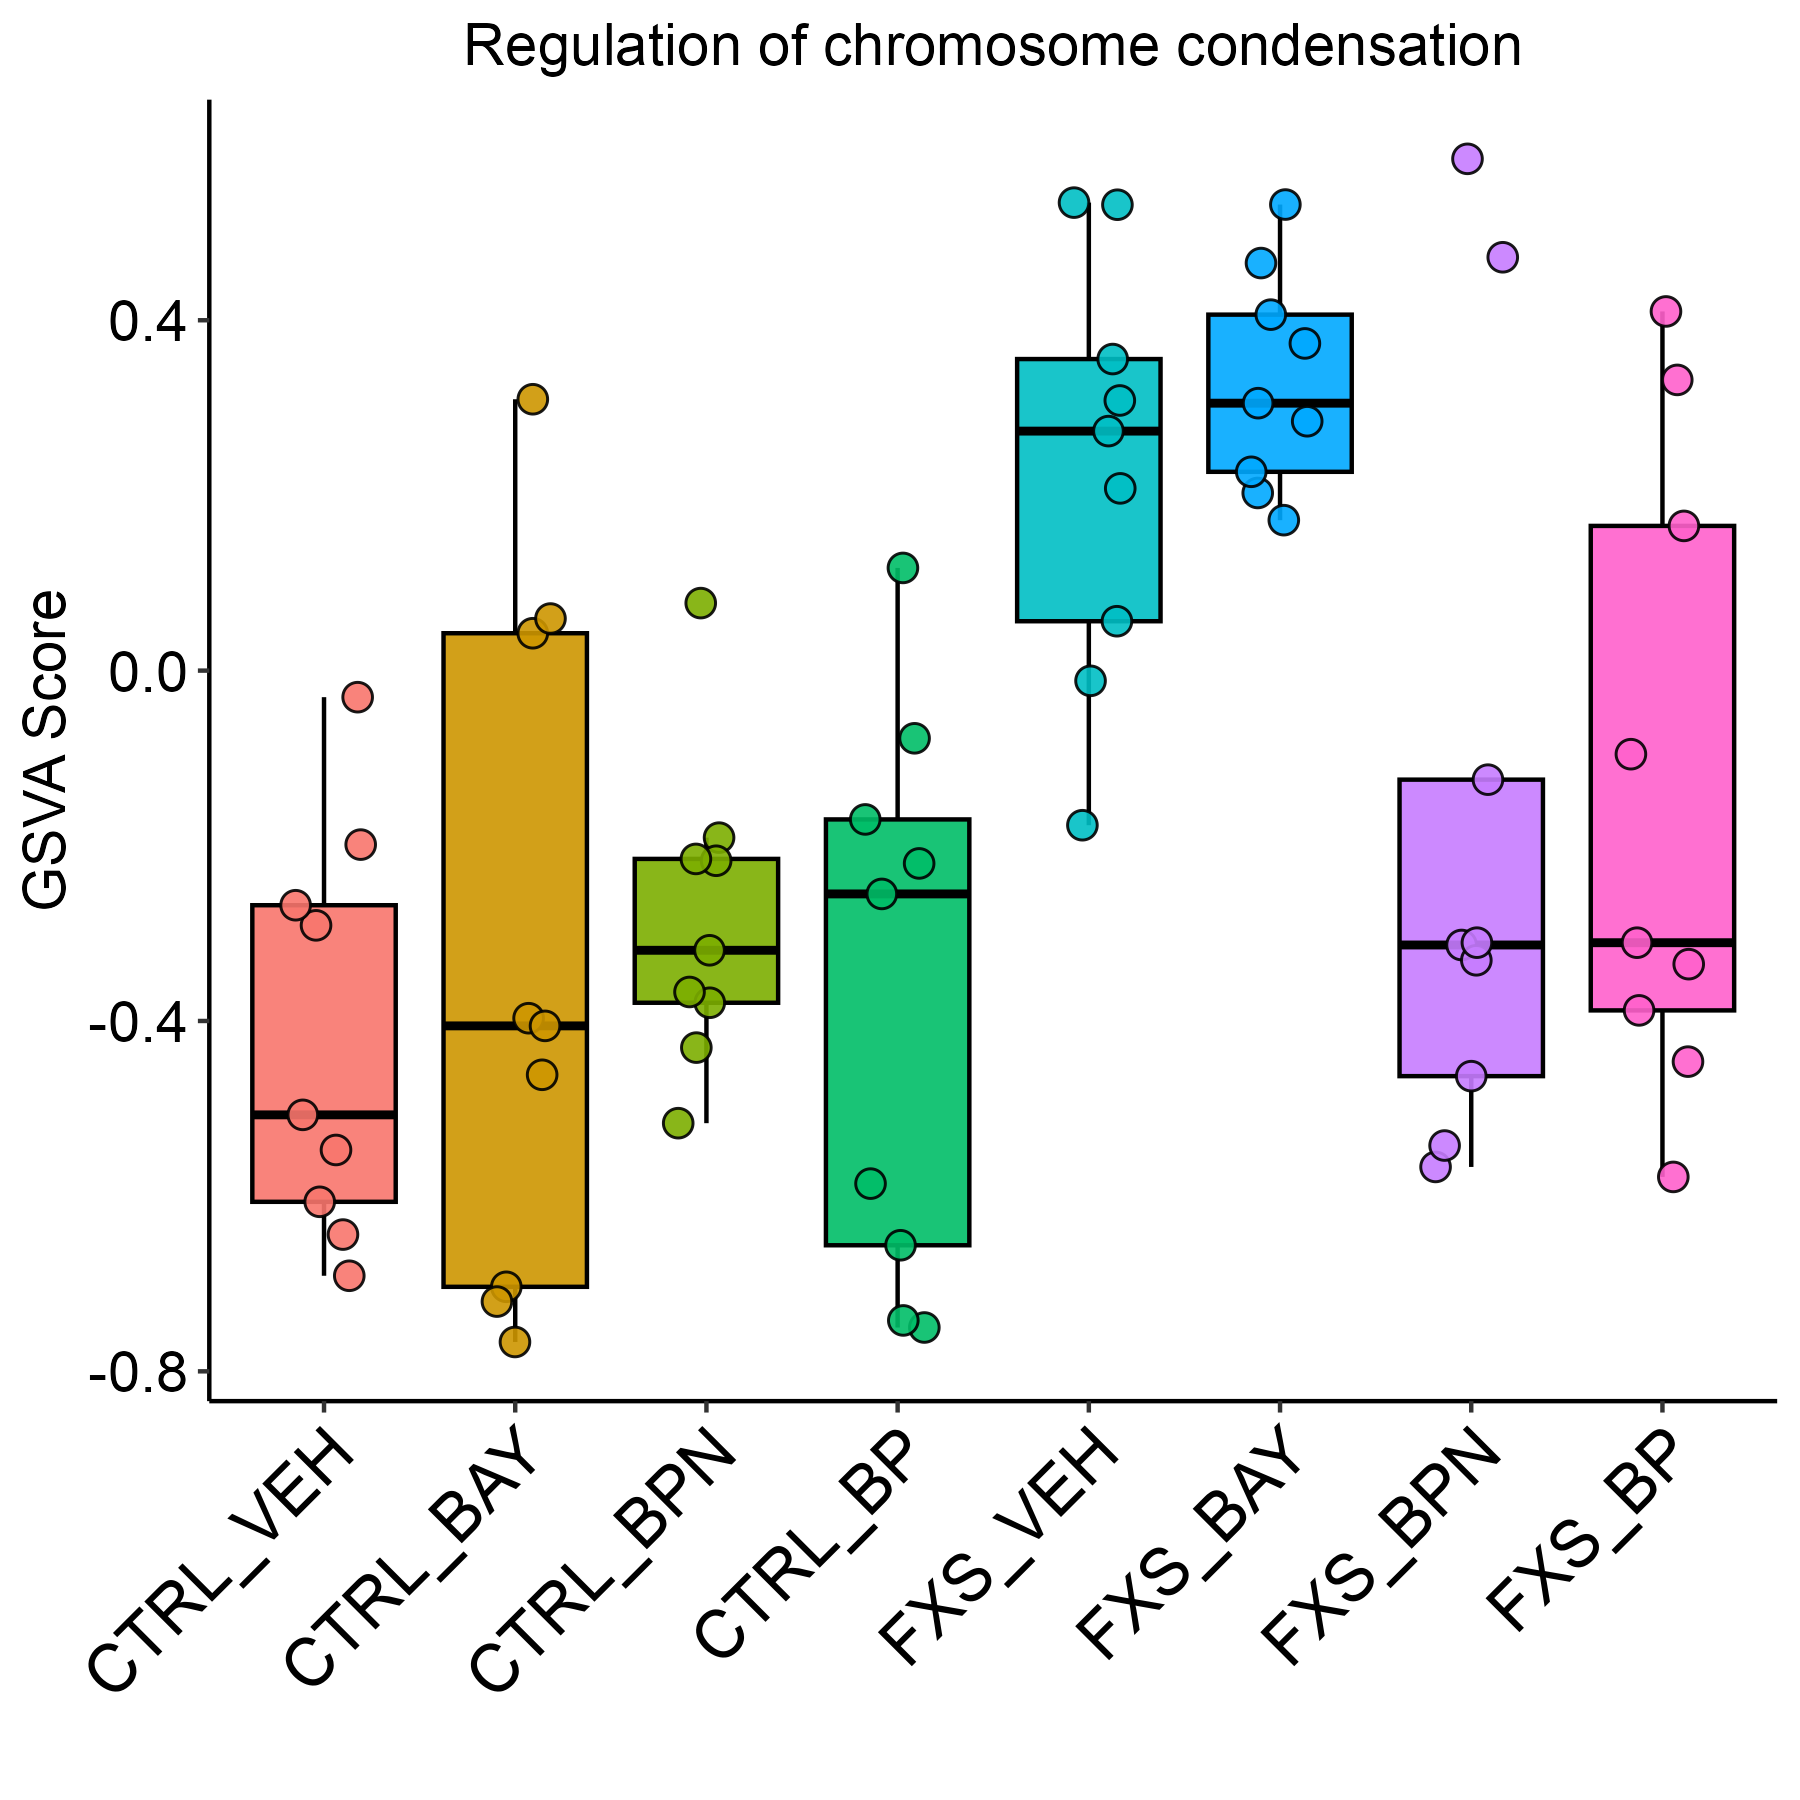 Regulation of chromosome condensation
GSVA Score
0.4
0.0
-0.4
-0.8
CTRL_VEH
CTRL_BAY
CTRL_BPN
CTRL_BP
FXS_VEH
FXS_BAY
FXS_BPN
FXS_BP